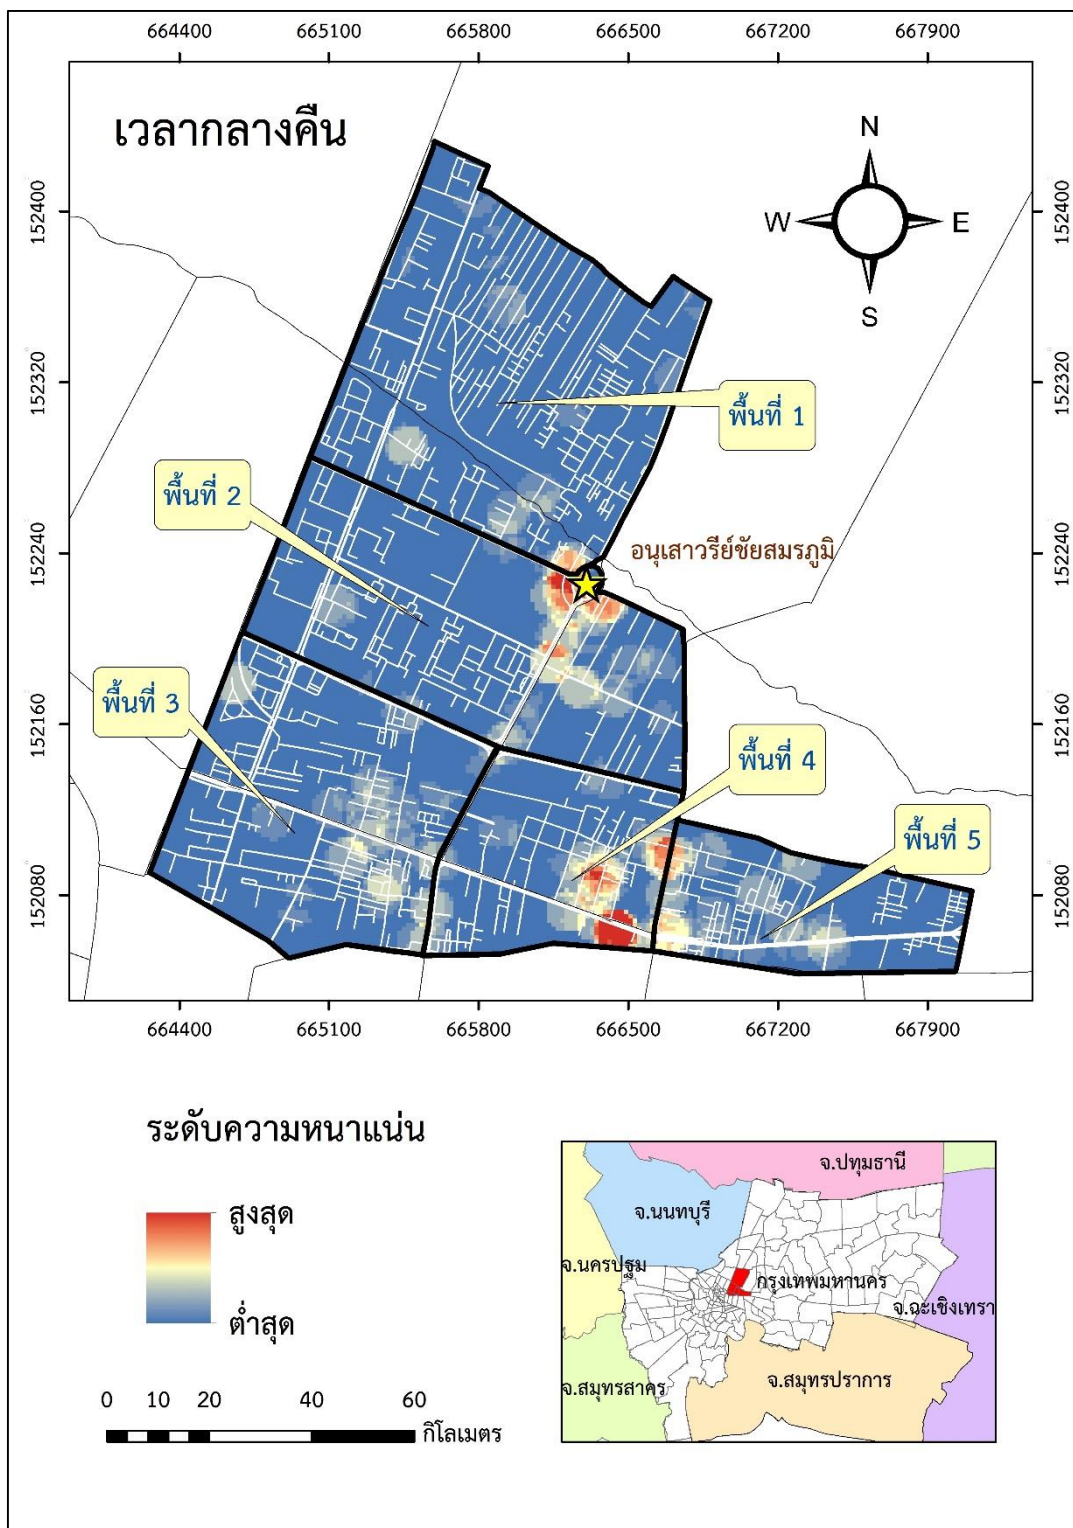 664400 665100 665800 666500 667200 667900
เวลากลางคืน
N
W E
S
152400 152400
152320 152320
พื้นที่ 1
พื้นที่ 2
152240 152240
อนุเสาวรีย์ชัยสมรภูมิ
พื้นที่ 3
152160 152160
พื้นที่ 4
พื้นที่ 5
152080 152080
664400 665100 665800 666500 667200 667900
ระดับความหนาแน่น
สูงสุด
ต่ำสุด
0 10 20 40 60
กิโลเมตร
จ.ปทุมธานี
จ.นนทบุรี
จ.นครปฐม
กรุงเทพมหานคร
จ.ฉะเชิงเทรา
จ.สมุทรสาคร
จ.สมุทรปราการ